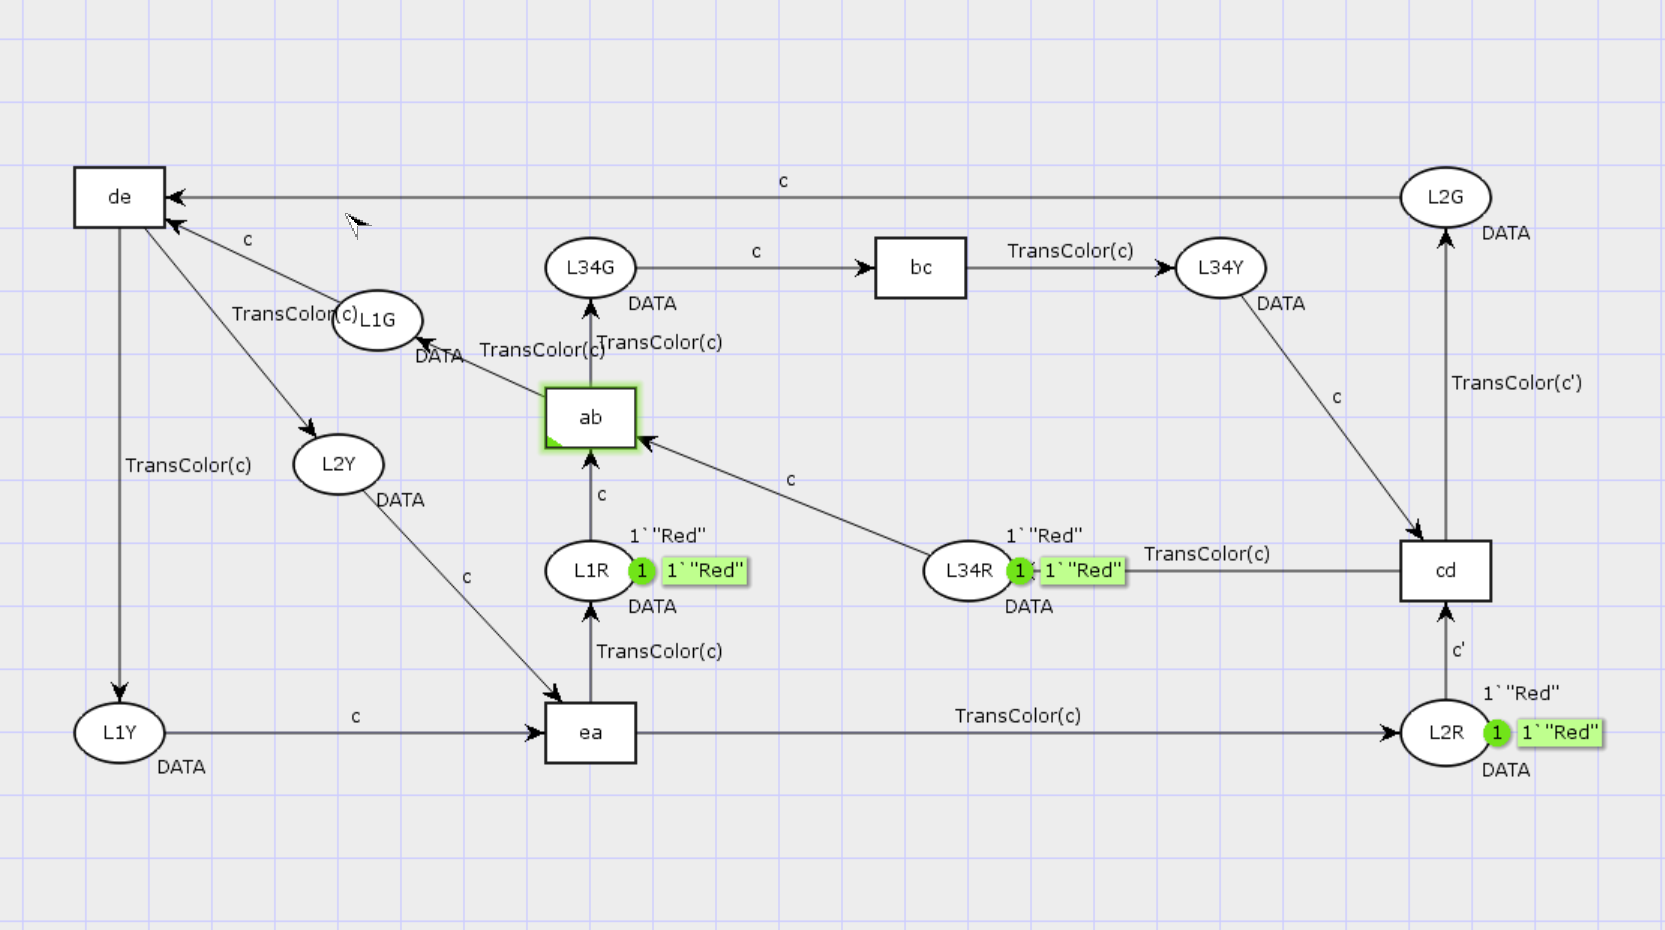 c
de
L2G
DATA
c
L34G
c
bc
TransColor(c)
L34Y
DATA
DATA
TransColor(c)
L1G
DATA
TransColor(c)
TransColor(c)
TransColor(c')
c
ab
TransColor(c)
L2Y
DATA
c
c
1`"Red"
1`"Red"
TransColor(c)
L1R
1
1`"Red"
L34R
1
1`"Red"
cd
c
DATA
DATA
TransColor(c)
c'
1`"Red"
L1Y
c
ea
TransColor(c)
L2R
1
1`"Red"
DATA
DATA